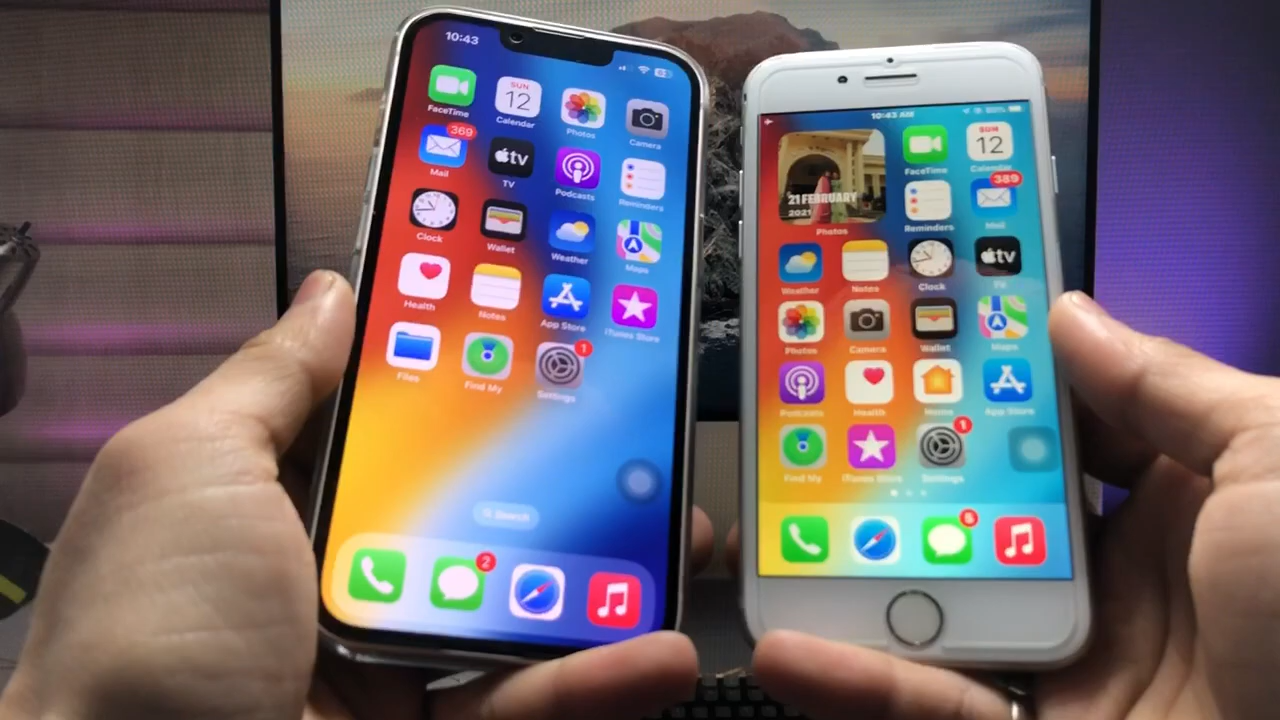 10:43
FaceTime
SUN
12
Calendar
Photos
Camera
369
Mail
tv
TV
Podcasts
Reminders
Clock
Wallet
Weather
Maps
Health
Notes
App Store
iTunes Store
Files
Find My
1
Settings
Search
2
10:43 AM
21 FEBRUARY
2021
Photos
FaceTime
SUN
12
Calendar
Reminders
389
Mail
Weather
Notes
Clock
tv
TV
Photos
Camera
Wallet
Maps
Podcasts
Health
Home
App Store
Find My
iTunes Store
1
Settings